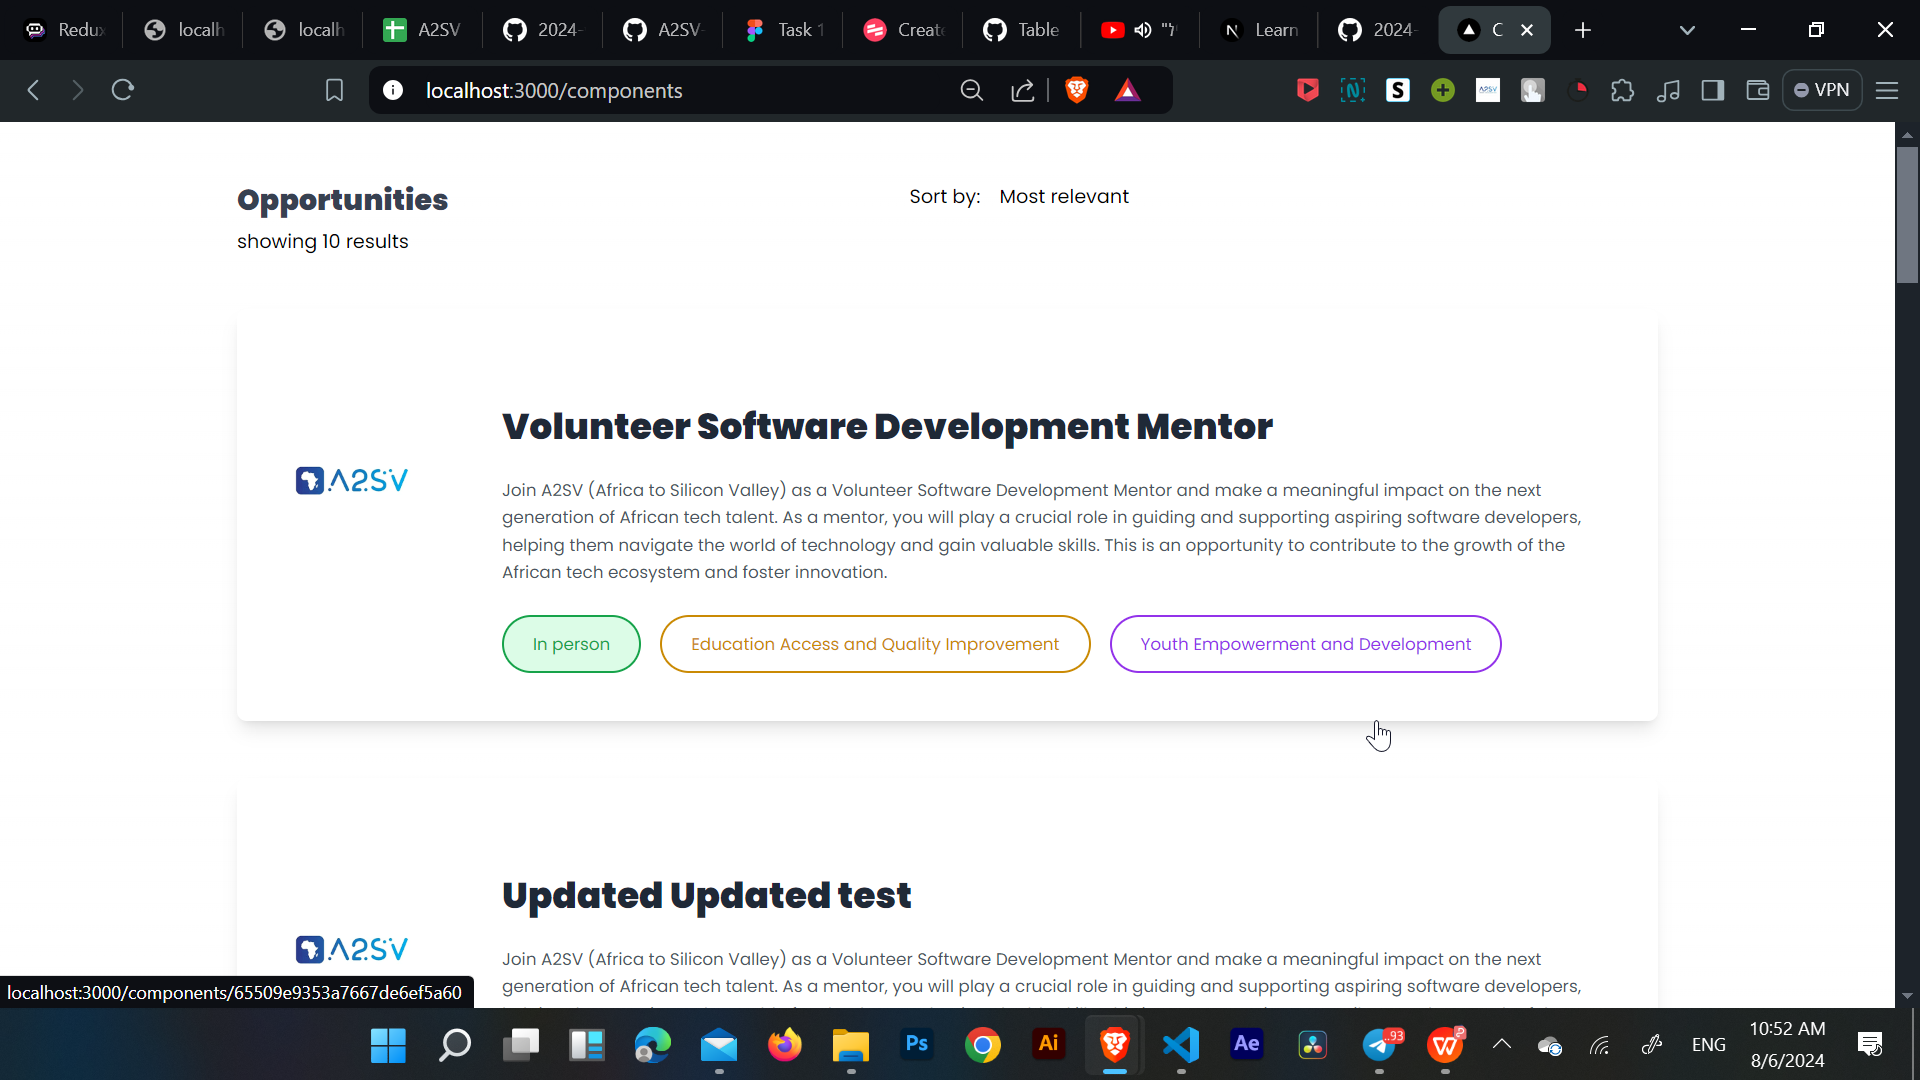 Redux
localh
localh
A2SV
2024-
A2SV-
Task 1
Create
Table
Learn
2024-
C
localhost:3000/components
VPN
Opportunities
Sort by: Most relevant
showing 10 results
A2SV
Volunteer Software Development Mentor
Join A2SV (Africa to Silicon Valley) as a Volunteer Software Development Mentor and make a meaningful impact on the next
generation of African tech talent. As a mentor, you will play a crucial role in guiding and supporting aspiring software developers,
helping them navigate the world of technology and gain valuable skills. This is an opportunity to contribute to the growth of the
African tech ecosystem and foster innovation.
In person
Education Access and Quality Improvement
Youth Empowerment and Development
A2SV
Updated Updated test
Join A2SV (Africa to Silicon Valley) as a Volunteer Software Development Mentor and make a meaningful impact on the next
generation of African tech talent. As a mentor, you will play a crucial role in guiding and supporting aspiring software developers,
localhost:3000/components/65509e9353a7667de6ef5a60
Ps
Ai
Ae
..93
ENG
10:52 AM
8/6/2024